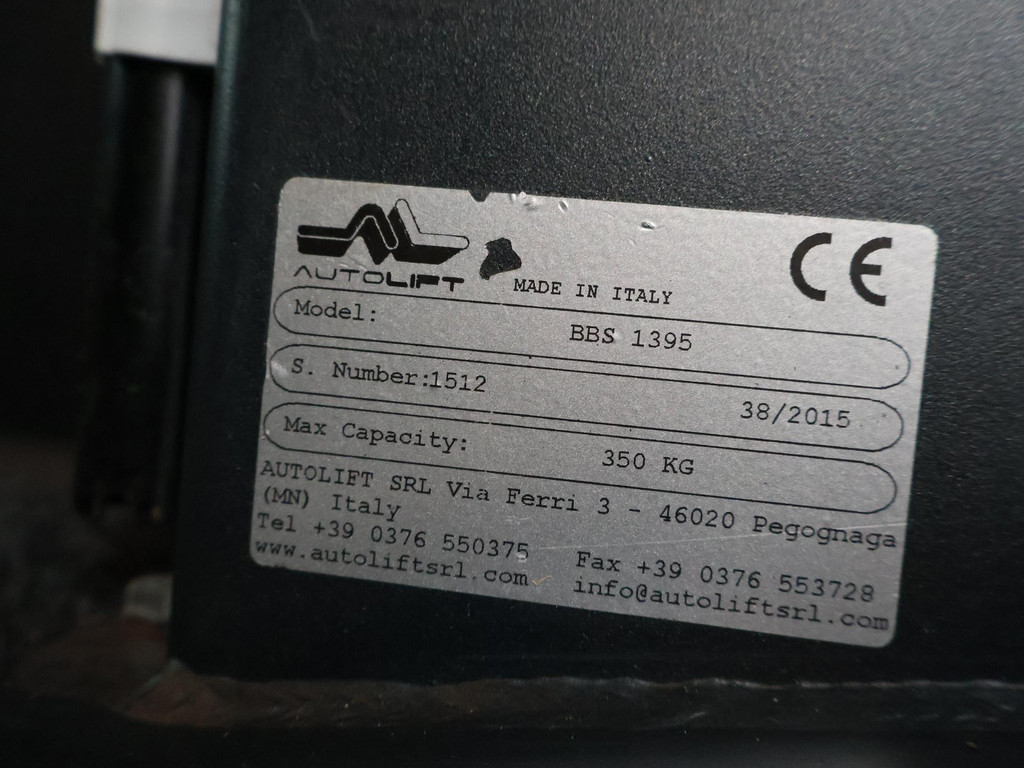 AUTOLIFT
MADE IN ITALY
CE
Model: BBS 1395
S. Number:1512 38/2015
Max Capacity: 350 KG
AUTOLIFT SRL Via Ferri 3 - 46020 Pegognaga
(MN) Italy
Tel +39 0376 550375 Fax +39 0376 553728
www.autoliftsrl.com info@autoliftsrl.com